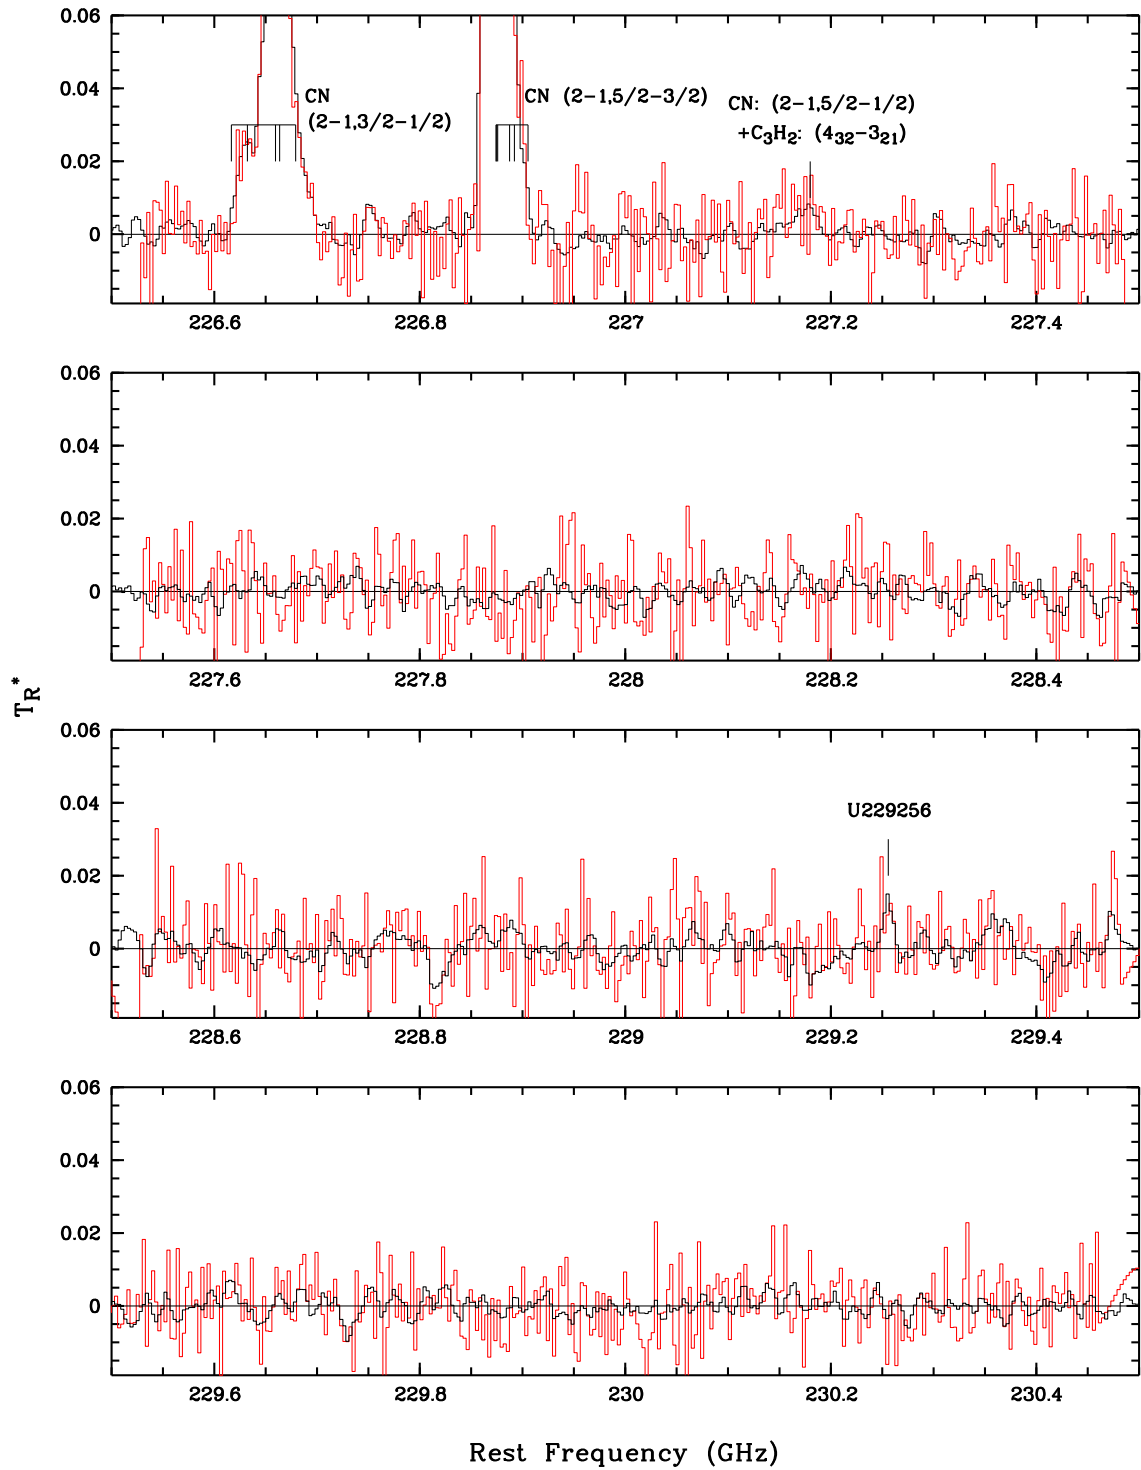 0.06
0.04
0.02
0
CN
(2−1,3/2−1/2)
CN (2−1,5/2−3/2)
CN: (2−1,5/2−1/2)
+C₃H₂: (4₃₂−3₂₁)
226.6 226.8 227 227.2 227.4
0.06
0.04
0.02
0
227.6 227.8 228 228.2 228.4
T_R*
0.06
0.04
0.02
0
U229256
228.6 228.8 229 229.2 229.4
0.06
0.04
0.02
0
229.6 229.8 230 230.2 230.4
Rest Frequency (GHz)